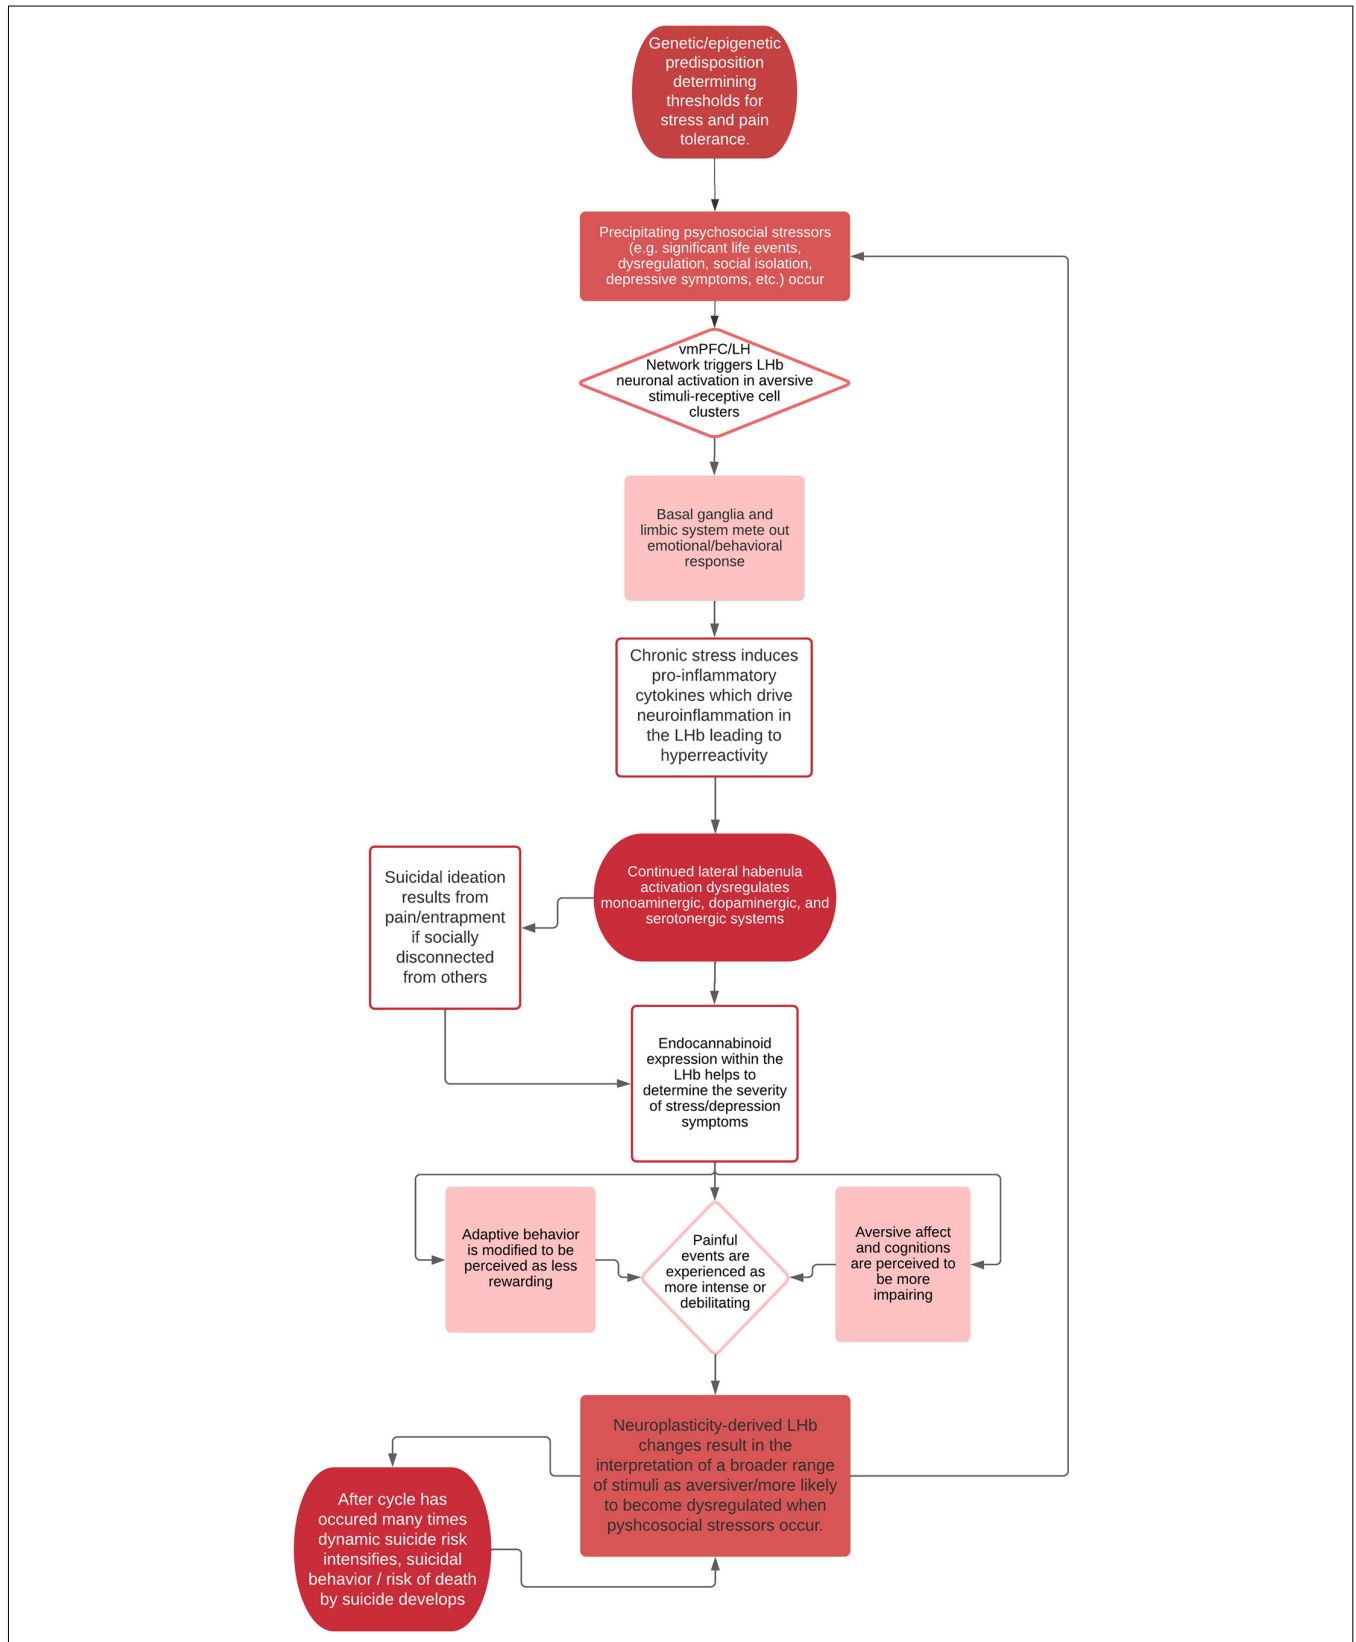 Genetic/epigenetic
predisposition
determining
thresholds for
stress and pain
tolerance.
Precipitating psychosocial stressors
(e.g. significant life events,
dysregulation, social isolation,
depressive symptoms, etc.) occur
vmPFC/LH
Network triggers LHb
neuronal activation in aversive
stimuli-receptive cell
clusters
Basal ganglia and
limbic system mete out
emotional/behavioral
response
Chronic stress induces
pro-inflammatory
cytokines which drive
neuroinflammation in
the LHb leading to
hyperreactivity
Continued lateral habenula
activation dysregulates
monoaminergic, dopaminergic, and
serotonergic systems
Suicidal ideation
results from
pain/entrapment
if socially
disconnected
from others
Endocannabinoid
expression within the
LHb helps to
determine the severity
of stress/depression
symptoms
Adaptive behavior
is modified to be
perceived as less
rewarding
Painful
events are
experienced as
more intense or
debilitating
Aversive affect
and cognitions
are perceived to
be more
impairing
Neuroplasticity-derived LHb
changes result in the
interpretation of a broader range
of stimuli as aversiver/more likely
to become dysregulated when
pyshcosocial stressors occur.
After cycle has
occured many times
dynamic suicide risk
intensifies, suicidal
behavior / risk of death
by suicide develops